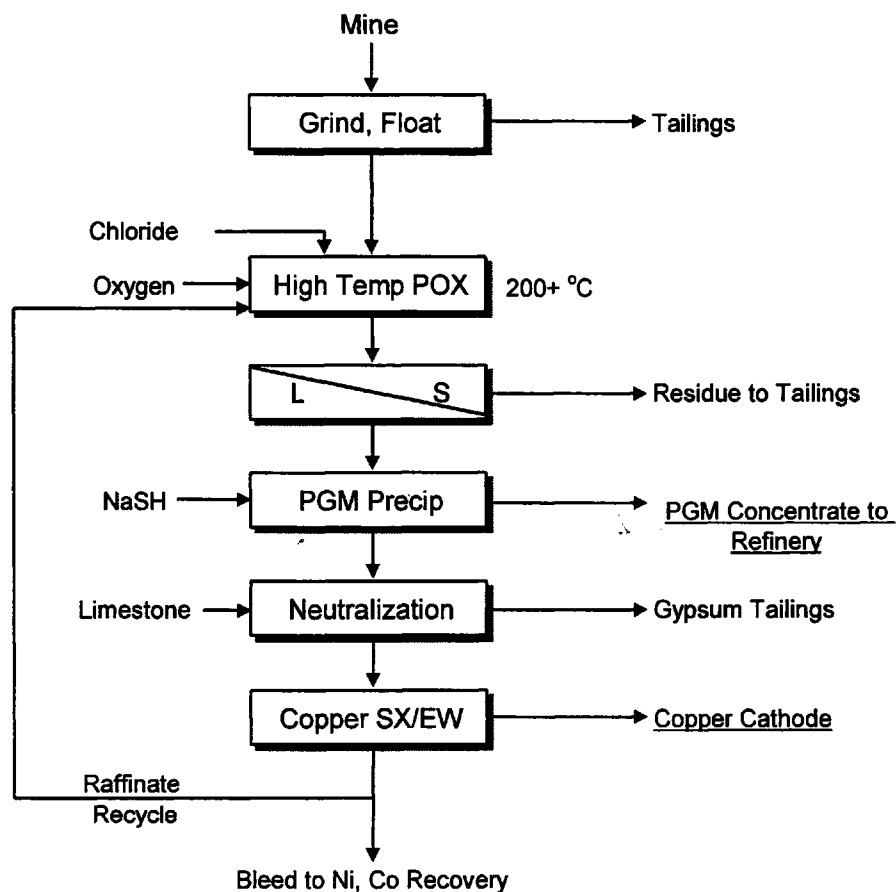 Mine
Grind, Float
Tailings
Chloride
Oxygen
High Temp POX
200+ °C
L S
Residue to Tailings
NaSH
PGM Precip
PGM Concentrate to
Refinery
Limestone
Neutralization
Gypsum Tailings
Copper SX/EW
Copper Cathode
Raffinate
Recycle
Bleed to Ni, Co Recovery